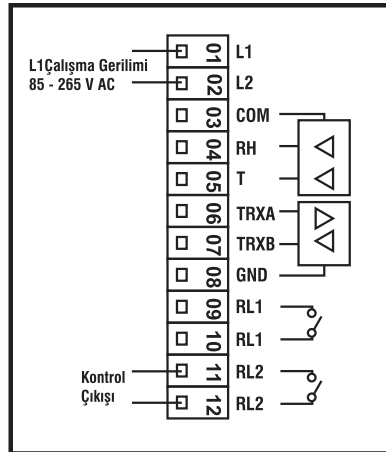 L1Çalışma Gerilimi
85 - 265 V AC
01 L1
02 L2
03 COM
04 RH
05 T
06 TRXA
07 TRXB
08 GND
09 RL1
10 RL1
Kontrol
Çıkışı
11 RL2
12 RL2